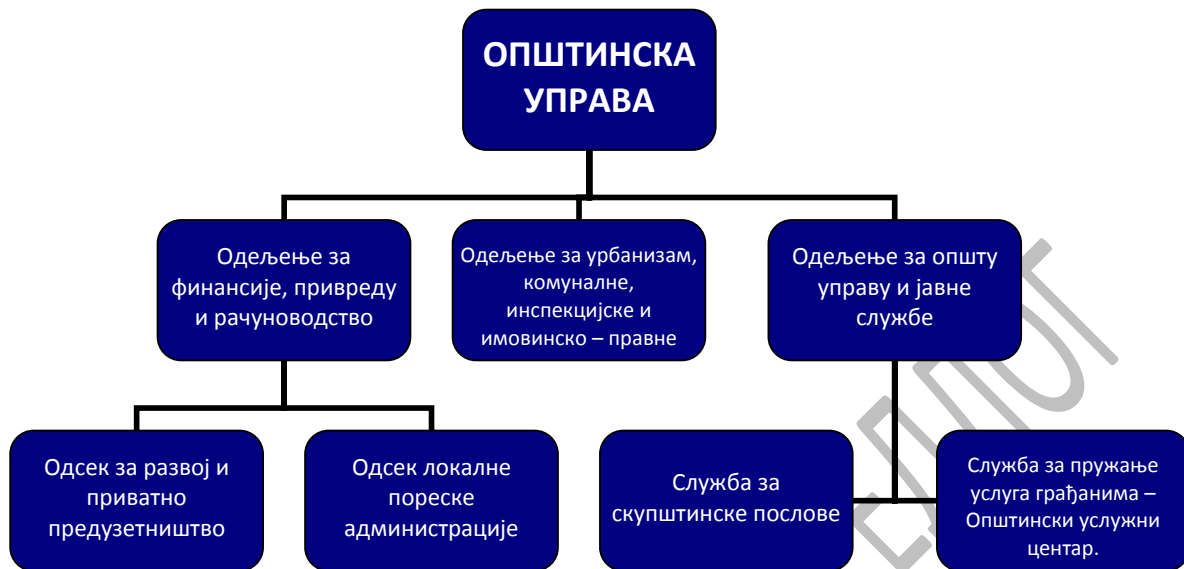 ОПШТИНСКА
УПРАВА
Одељење за
финансије, привреду
и рачуноводство
Одељење за урбанизам,
комуналне,
инспекцијске и
имовинско – правне
Одељење за општу
управу и јавне
службе
Одсек за развој и
приватно
предузетништво
Одсек локалне
пореске
администрације
Служба за
скупштинске послове
Служба за пружање
услуга грађанима –
Општински услужни
центар.